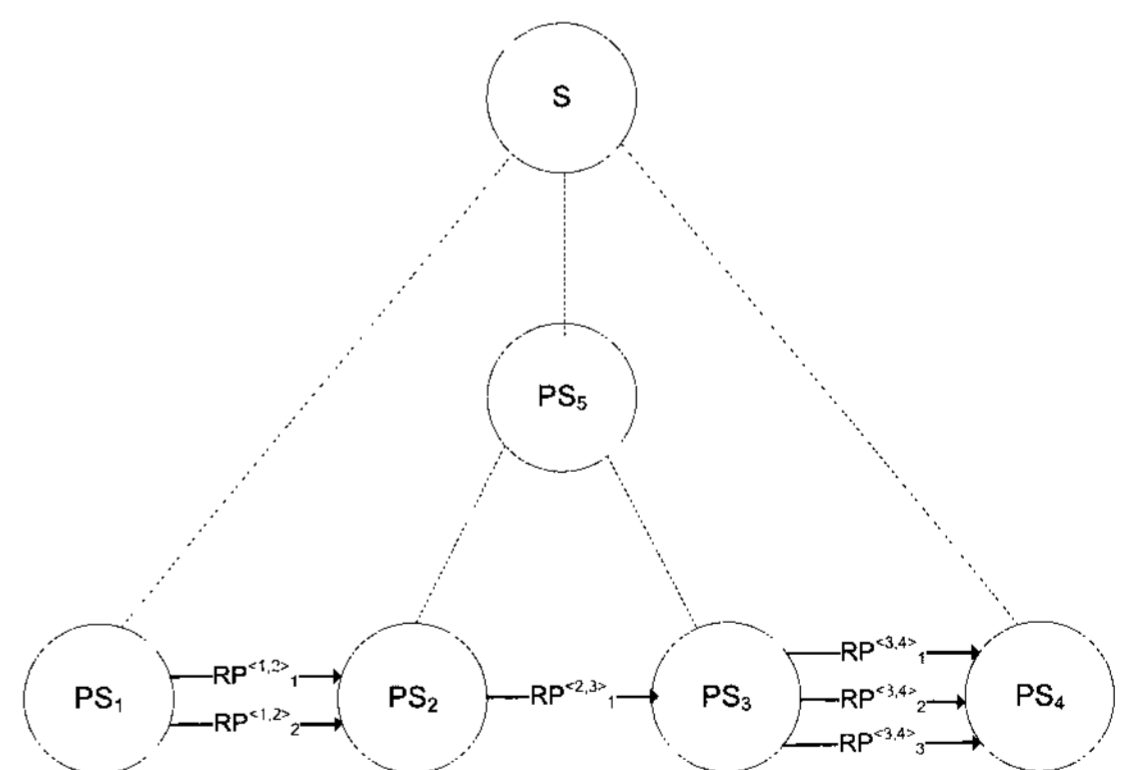 S
PS₅
RP<3,4>₁
RP<1,2>₁
PS₁ PS₂ RP<2,3>₁ PS₃ RP<3,4>₂ PS₄
RP<1,2>₂
RP<3,4>₃